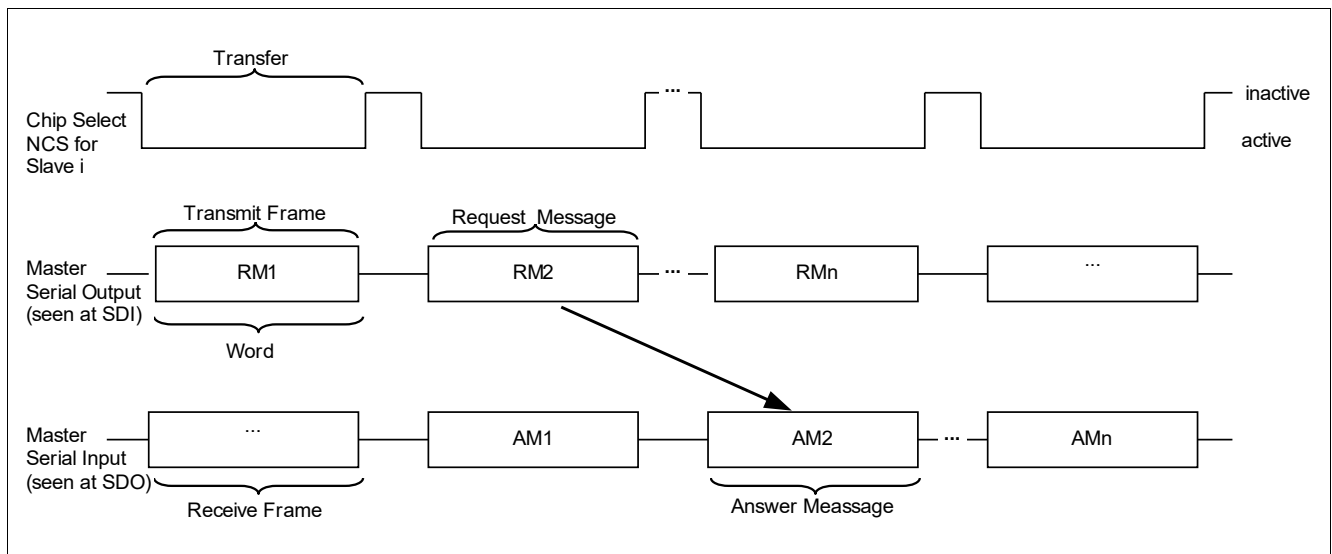 Transfer
...
inactive
Chip Select
NCS for
Slave i
active
Transmit Frame
Request Message
Master
Serial Output
(seen at SDI)
RM1
RM2
...
RMn
...
Word
Master
Serial Input
(seen at SDO)
...
AM1
AM2
...
AMn
Receive Frame
Answer Meassage